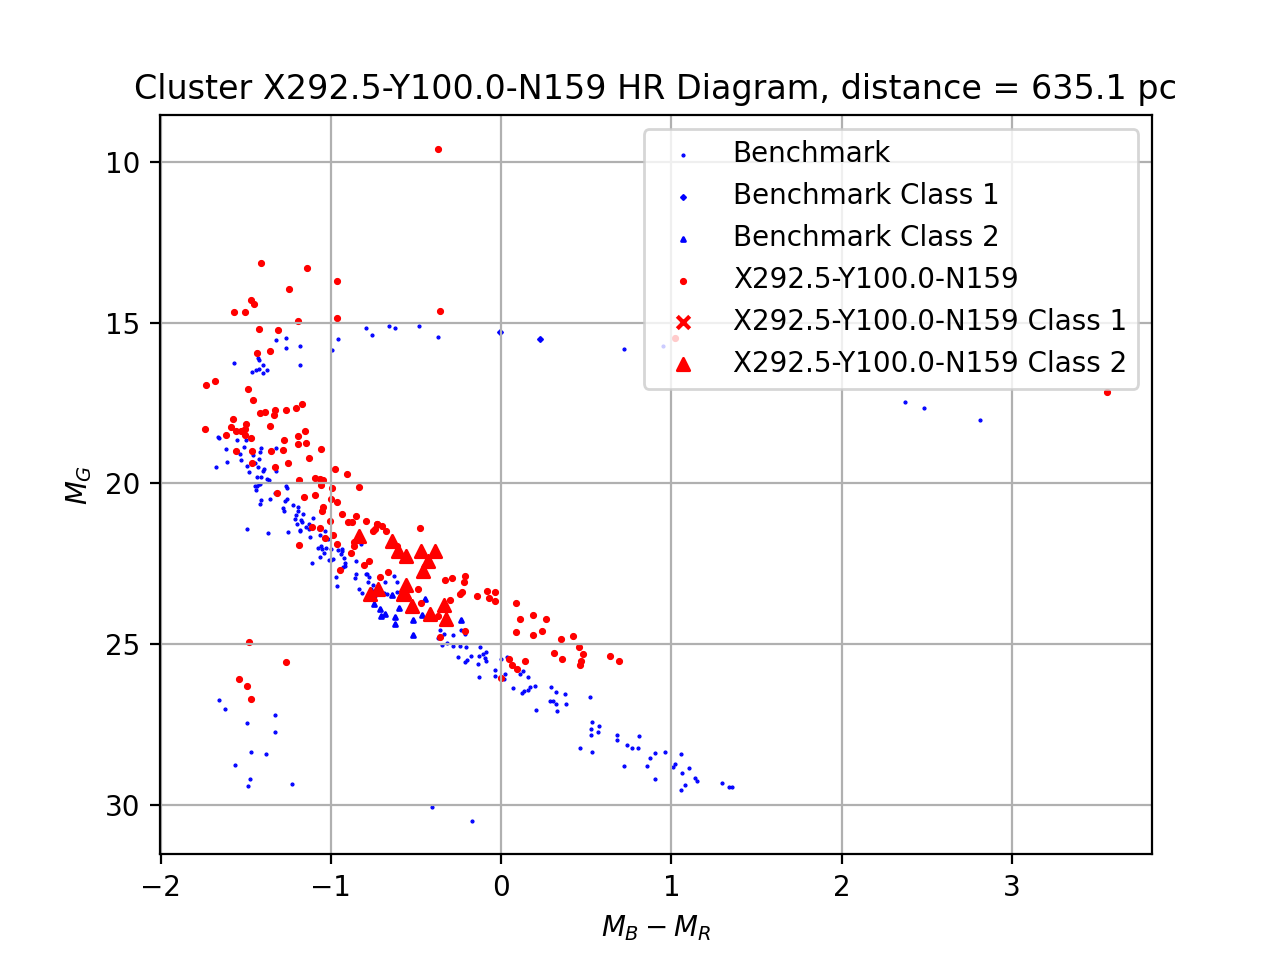 Cluster X292.5-Y100.0-N159 HR Diagram, distance = 635.1 pc
Benchmark
Benchmark Class 1
Benchmark Class 2
X292.5-Y100.0-N159
X292.5-Y100.0-N159 Class 1
X292.5-Y100.0-N159 Class 2
10
15
20
25
30
M_G
−2 −1 0 1 2 3
M_B − M_R